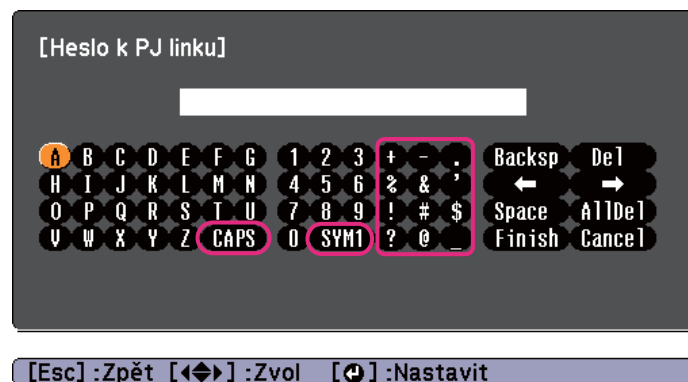 [Heslo k PJ linku]
A B C D E F G 1 2 3 + - . Backsp Del
H I J K L M N 4 5 6 % & ' ← →
O P Q R S T U 7 8 9 ! # $ Space AllDel
V W X Y Z CAPS 0 SYM1 ? @ _ Finish Cancel
[Esc] :Zpět [◀◆▶] :Zvol [↵] :Nastavit